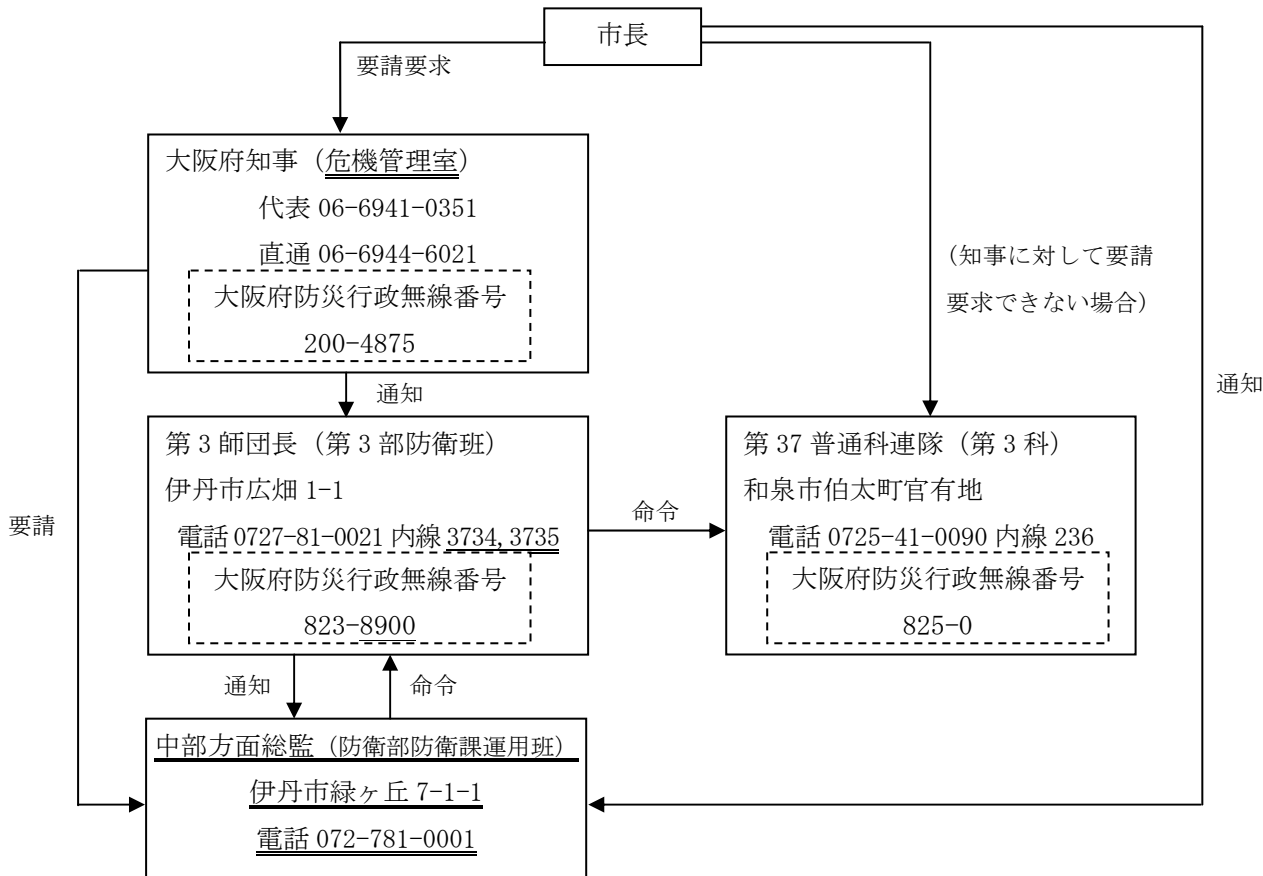 市長
要請要求
大阪府知事（危機管理室）
代表 06-6941-0351
直通 06-6944-6021
大阪府防災行政無線番号
200-4875
（知事に対して要請
要求できない場合）
通知
通知
第 3 師団長（第 3 部防衛班）
伊丹市広畑 1-1
電話 0727-81-0021 内線 3734, 3735
大阪府防災行政無線番号
823-8900
命令
第 37 普通科連隊（第 3 科）
和泉市伯太町官有地
電話 0725-41-0090 内線 236
大阪府防災行政無線番号
825-0
要請
通知
命令
中部方面総監（防衛部防衛課運用班）
伊丹市緑ヶ丘 7-1-1
電話 072-781-0001